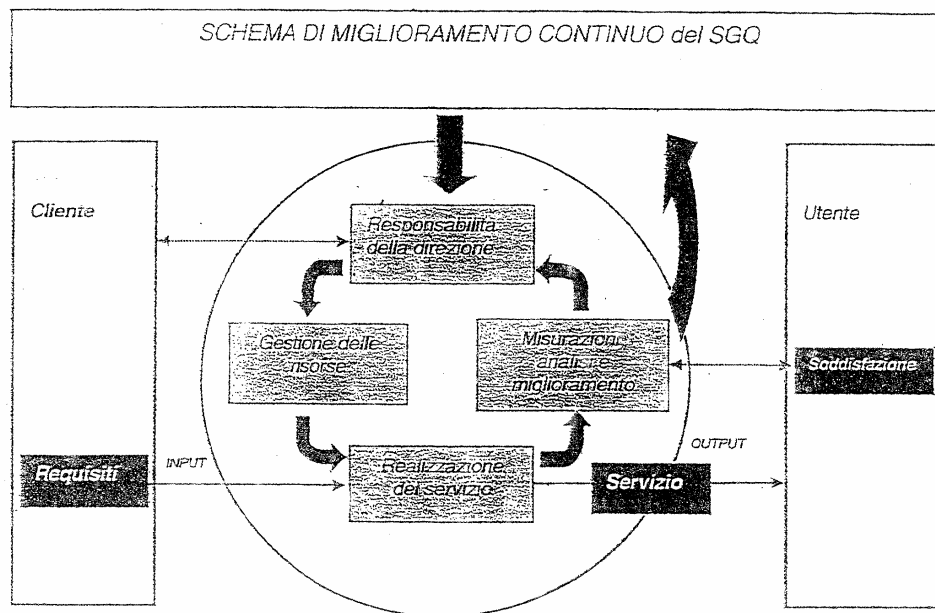 SCHEMA DI MIGLIORAMENTO CONTINUO del SGQ
Cliente
Utente
Responsabilità
della direzione
Gestione delle
risorse
Misurazioni,
analisi e
miglioramento
Soddisfazione
Requisiti
INPUT
Realizzazione
del servizio
Servizio
OUTPUT